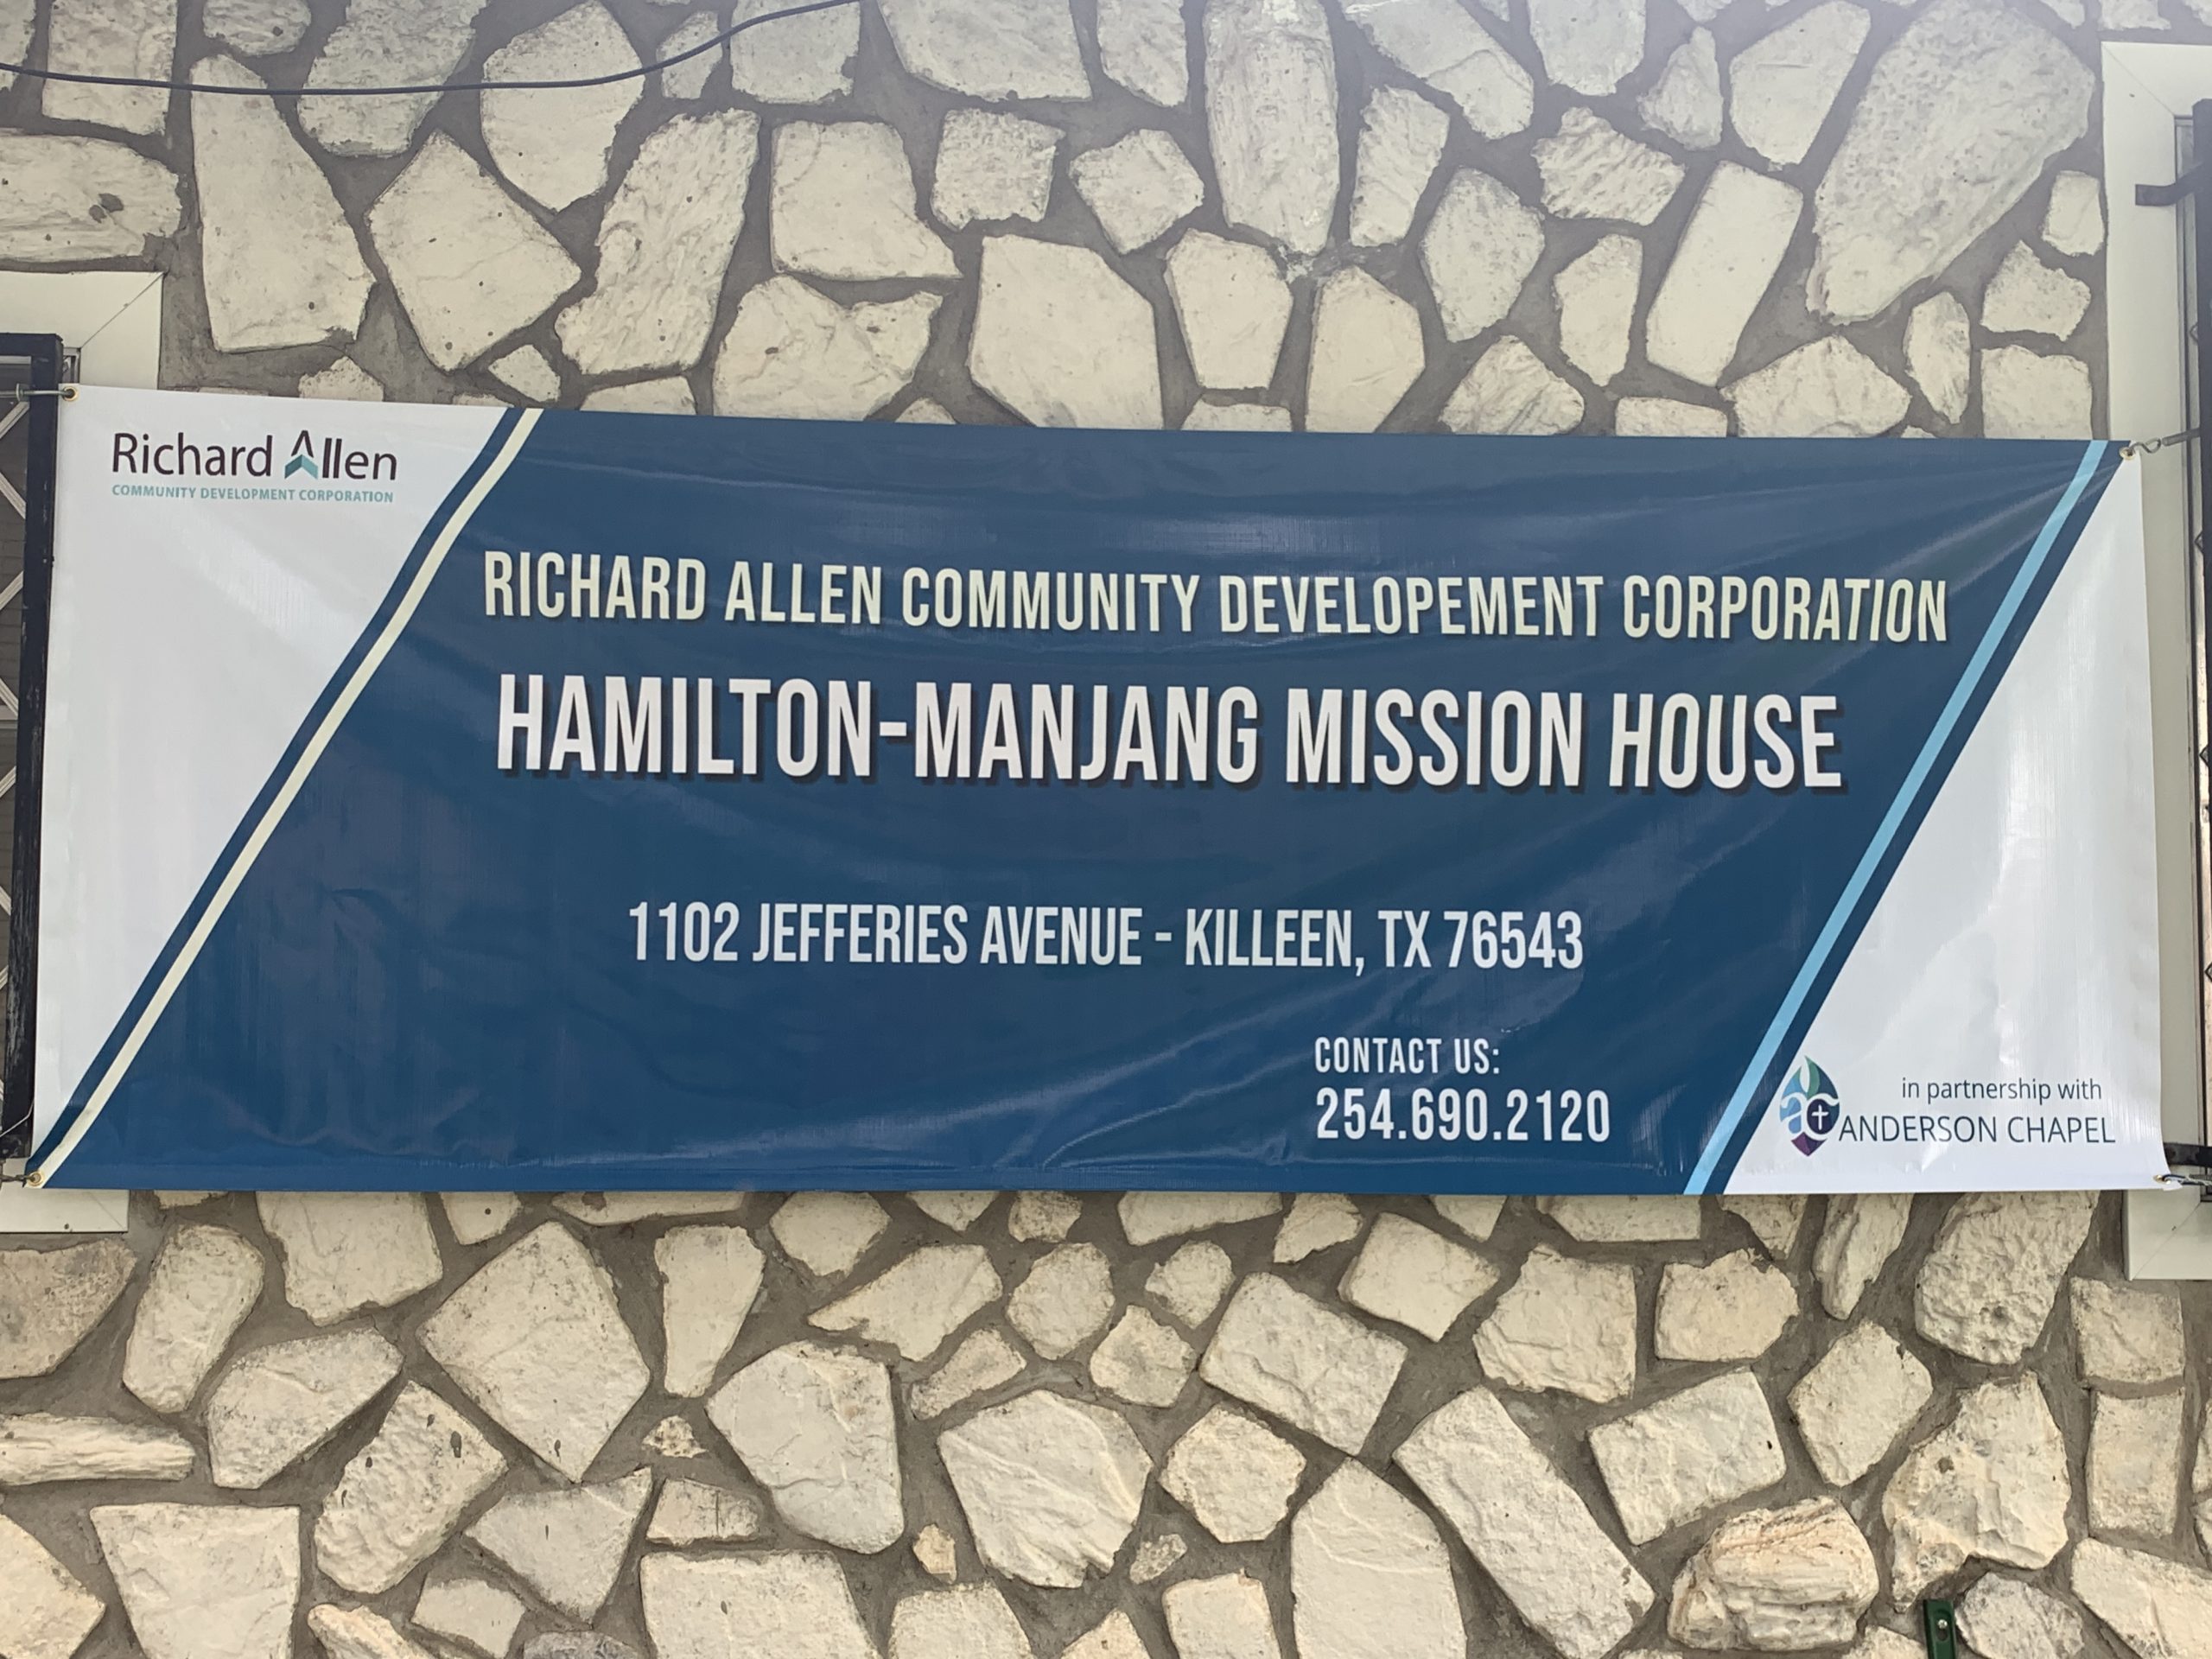 Richard Allen
COMMUNITY DEVELOPMENT CORPORATION
RICHARD ALLEN COMMUNITY DEVELOPEMENT CORPORATION
HAMILTON-MANJANG MISSION HOUSE
1102 JEFFERIES AVENUE - KILLEEN, TX 76543
CONTACT US:
254.690.2120
in partnership with
ac
ANDERSON CHAPEL